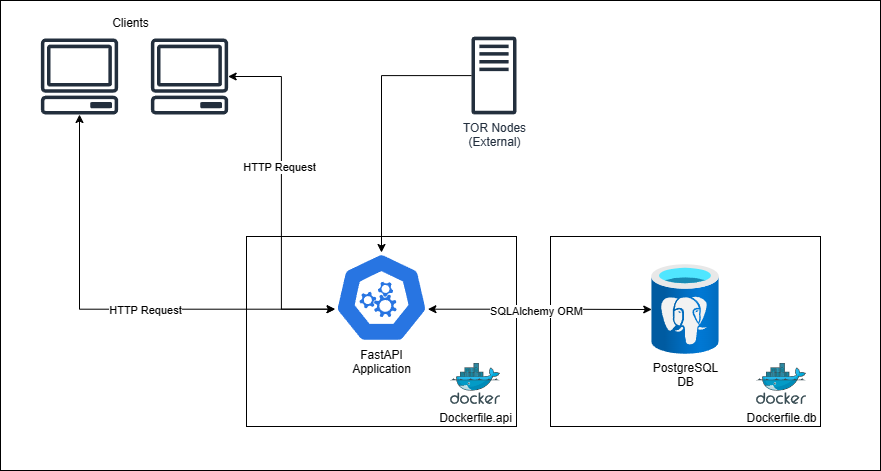 Clients
TOR Nodes
(External)
HTTP Request
HTTP Request
SQLAlchemy ORM
FastAPI
Application
PostgreSQL
DB
docker
Dockerfile.api
docker
Dockerfile.db